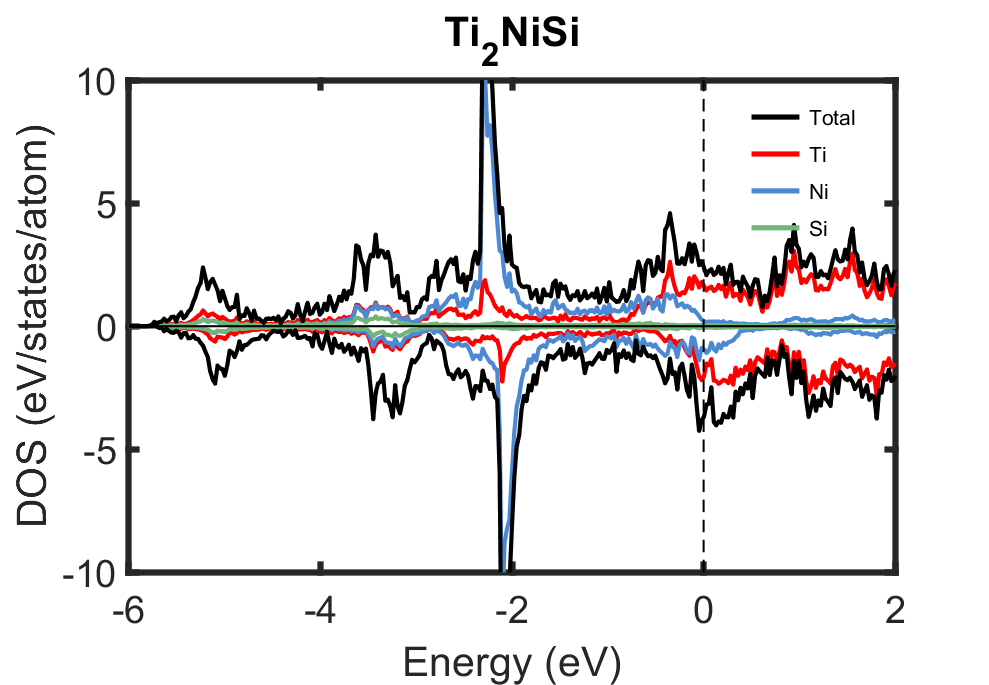 Ti2NiSi
10
5
0
-5
-10
DOS (eV/states/atom)
Total
Ti
Ni
Si
-6
-4
-2
0
2
Energy (eV)